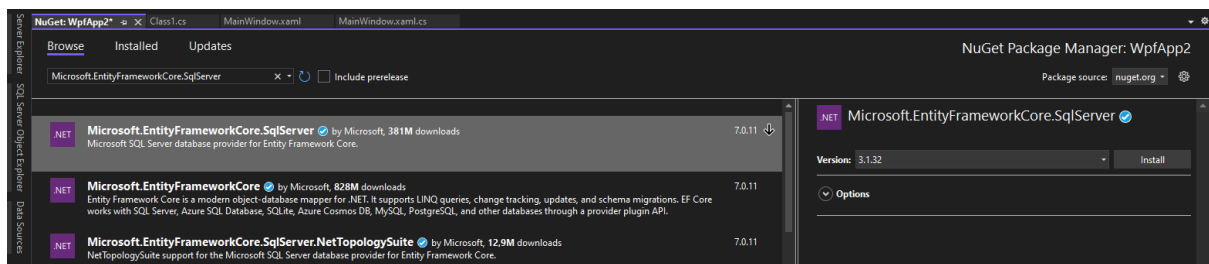 NuGet: WpfApp2* Class1.cs MainWindow.xaml MainWindow.xaml.cs
Server Explorer
SQL Server Object Explorer
Data Sources
Browse Installed Updates
NuGet Package Manager: WpfApp2
Microsoft.EntityFrameworkCore.SqlServer Include prerelease
Package source: nuget.org
.NET Microsoft.EntityFrameworkCore.SqlServer by Microsoft, 381M downloads 7.0.11
Microsoft SQL Server database provider for Entity Framework Core.
.NET Microsoft.EntityFrameworkCore by Microsoft, 828M downloads 7.0.11
Entity Framework Core is a modern object-database mapper for .NET. It supports LINQ queries, change tracking, updates, and schema migrations. EF Core
works with SQL Server, Azure SQL Database, SQLite, Azure Cosmos DB, MySQL, PostgreSQL, and other databases through a provider plugin API.
.NET Microsoft.EntityFrameworkCore.SqlServer.NetTopologySuite by Microsoft, 12,9M downloads 7.0.11
NetTopologySuite support for the Microsoft SQL Server database provider for Entity Framework Core.
.NET Microsoft.EntityFrameworkCore.SqlServer
Version: 3.1.32 Install
Options